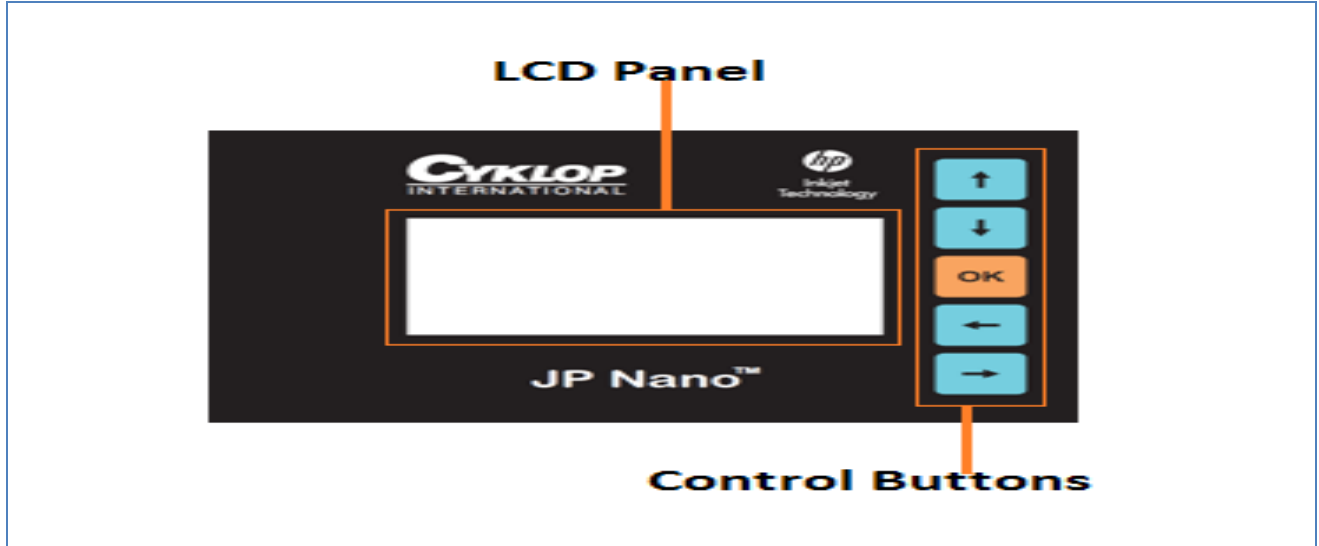 LCD Panel
CYKLOP
INTERNATIONAL
hp
Inkjet
Technology
↑
↓
OK
←
→
JP Nano™
Control Buttons